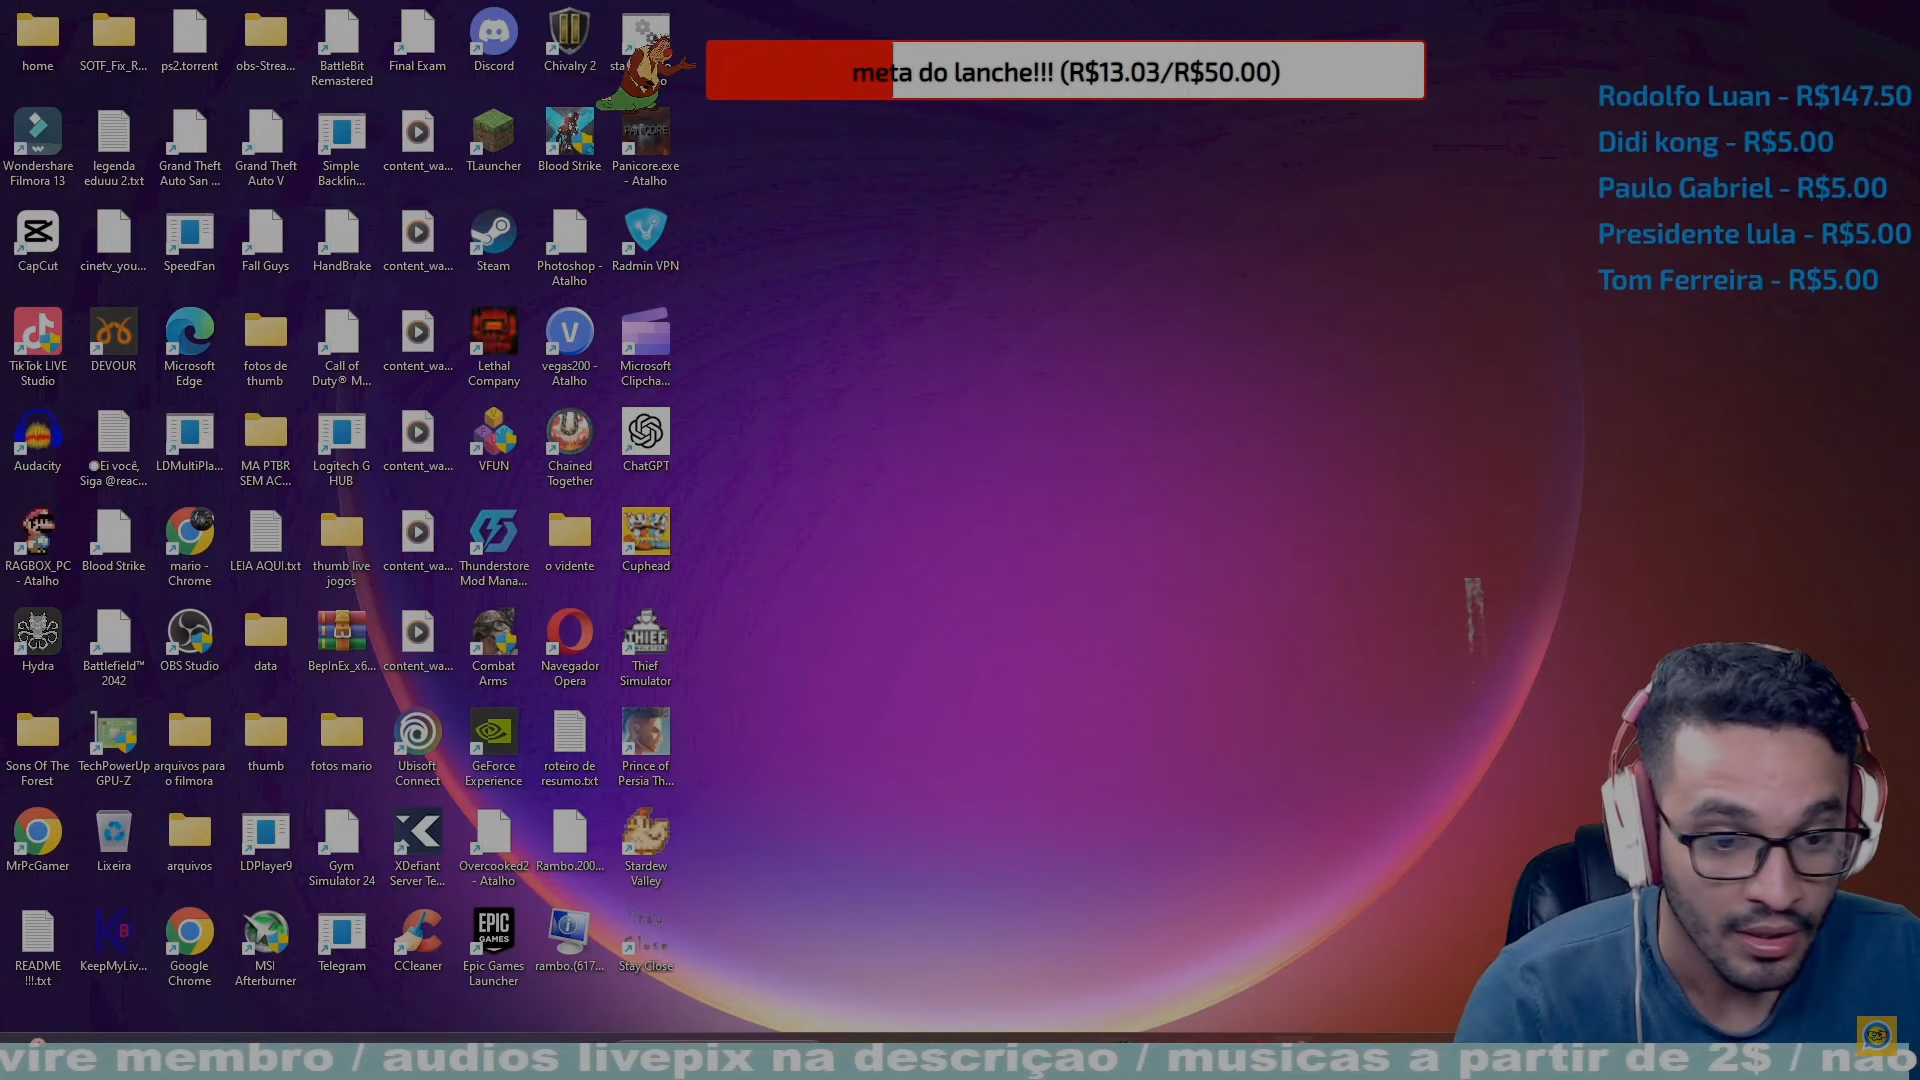 home
SOTF_Fix_R...
ps2.torrent
obs-Strea...
BattleBit
Remastered
Final Exam
Discord
Chivalry 2
meta do lanche!!! (R$13.03/R$50.00)
Rodolfo Luan - R$147.50
Didi kong - R$5.00
Paulo Gabriel - R$5.00
Presidente lula - R$5.00
Tom Ferreira - R$5.00
Wondershare
Filmora 13
legenda
eduuu 2.txt
Grand Theft
Auto San ...
Grand Theft
Auto V
Simple
Backlin...
content_wa...
TLauncher
Blood Strike
PANICORE
Panicore.exe
- Atalho
CapCut
cinetv_you...
SpeedFan
Fall Guys
HandBrake
content_wa...
Steam
Photoshop -
Atalho
Radmin VPN
TikTok LIVE
Studio
DEVOUR
Microsoft
Edge
fotos de
thumb
Call of
Duty® M...
content_wa...
Lethal
Company
vegas200 -
Atalho
Microsoft
Clipcha...
Audacity
Ei você,
Siga @reac...
LDMultiPla...
MA PTBR
SEM AC...
Logitech G
HUB
content_wa...
VFUN
Chained
Together
ChatGPT
RAGBOX_PC
- Atalho
Blood Strike
mario -
Chrome
LEIA AQUI.txt
thumb live
jogos
content_wa...
Thunderstore
Mod Mana...
o vidente
Cuphead
Hydra
Battlefield™
2042
OBS Studio
data
BepInEx_x6...
content_wa...
Combat
Arms
Navegador
Opera
THIEF
Thief
Simulator
Sons Of The
Forest
TechPowerUp
GPU-Z
arquivos para
o filmora
thumb
fotos mario
Ubisoft
Connect
GeForce
Experience
roteiro de
resumo.txt
Prince of
Persia Th...
MrPcGamer
Lixeira
arquivos
LDPlayer9
Gym
Simulator 24
XDefiant
Server Te...
Overcooked2
- Atalho
Rambo.200...
Stardew
Valley
README
!!!.txt
KeepMyLiv...
Google
Chrome
MSI
Afterburner
Telegram
CCleaner
EPIC
GAMES
Epic Games
Launcher
rambo.(617...
Stay Close
vire membro / audios livepix na descriçao / musicas a partir de 2$ / não